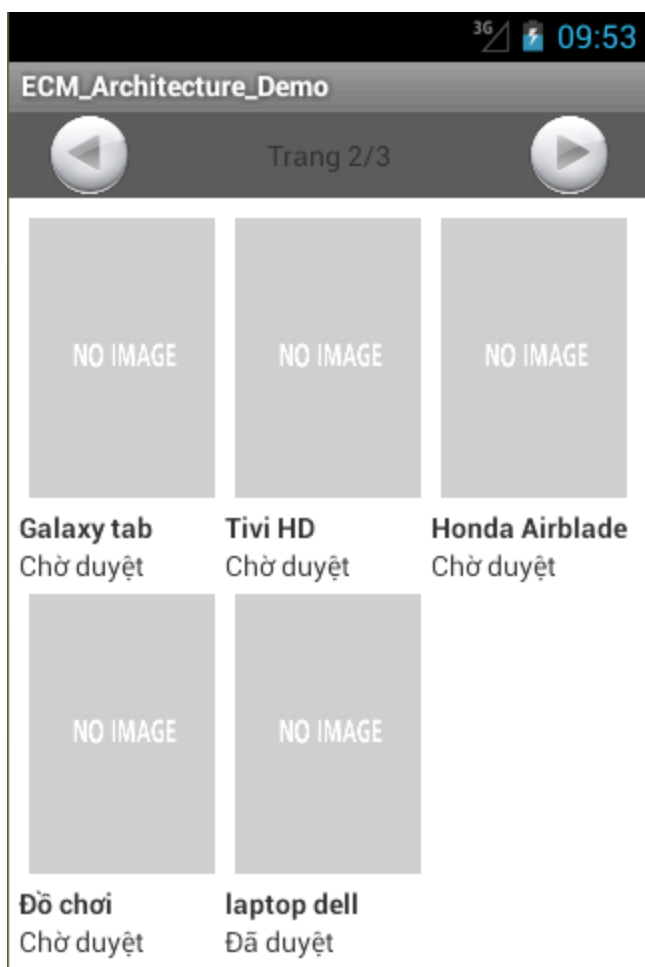 3G 09:53
ECM_Architecture_Demo
Trang 2/3
NO IMAGE NO IMAGE NO IMAGE
Galaxy tab Tivi HD Honda Airblade
Chờ duyệt Chờ duyệt Chờ duyệt
NO IMAGE NO IMAGE
Đồ chơi laptop dell
Chờ duyệt Đã duyệt